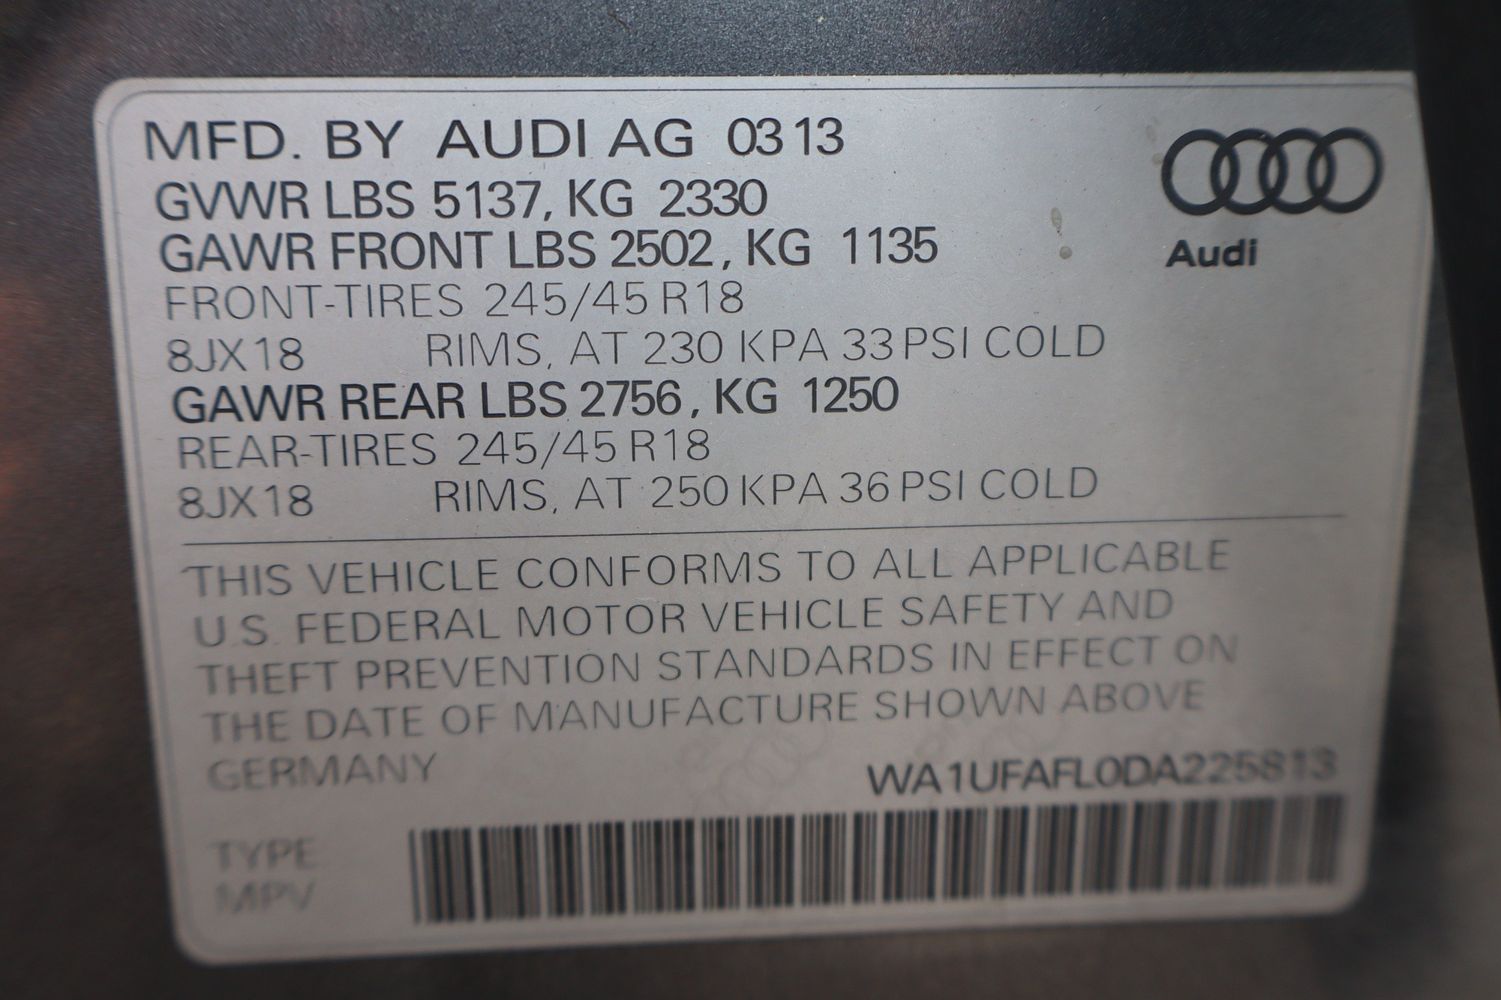 MFD. BY AUDI AG 03 13
GVWR LBS 5137, KG 2330
GAWR FRONT LBS 2502, KG 1135
FRONT-TIRES 245/45 R18
8JX18 RIMS, AT 230 KPA 33 PSI COLD
GAWR REAR LBS 2756, KG 1250
REAR-TIRES 245/45 R18
8JX18 RIMS, AT 250 KPA 36 PSI COLD
Audi
THIS VEHICLE CONFORMS TO ALL APPLICABLE
U.S. FEDERAL MOTOR VEHICLE SAFETY AND
THEFT PREVENTION STANDARDS IN EFFECT ON
THE DATE OF MANUFACTURE SHOWN ABOVE
GERMANY WA1UFAFL0DA225813
TYPE
MPV